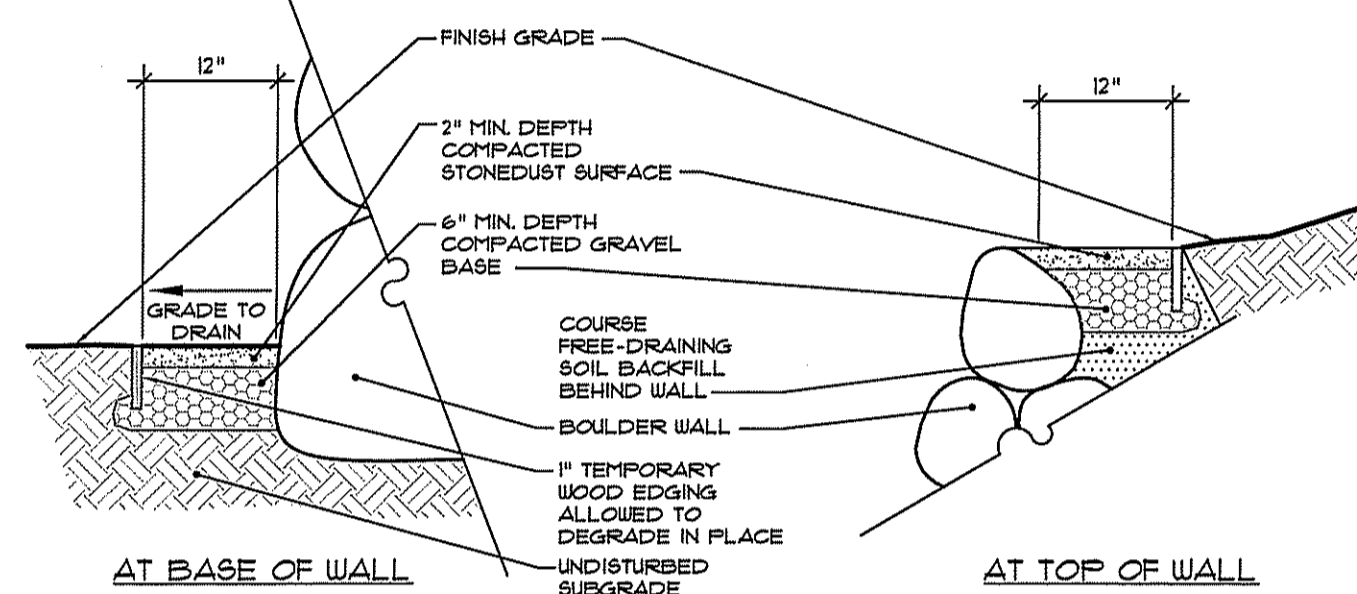 FINISH GRADE
12"
12"
2" MIN. DEPTH
COMPACTED
STONEDUST SURFACE
6" MIN. DEPTH
COMPACTED GRAVEL
BASE
GRADE TO
DRAIN
COURSE
FREE-DRAINING
SOIL BACKFILL
BEHIND WALL
BOULDER WALL
1" TEMPORARY
WOOD EDGING
ALLOWED TO
DEGRADE IN PLACE
UNDISTURBED
SUBGRADE
AT BASE OF WALL
AT TOP OF WALL